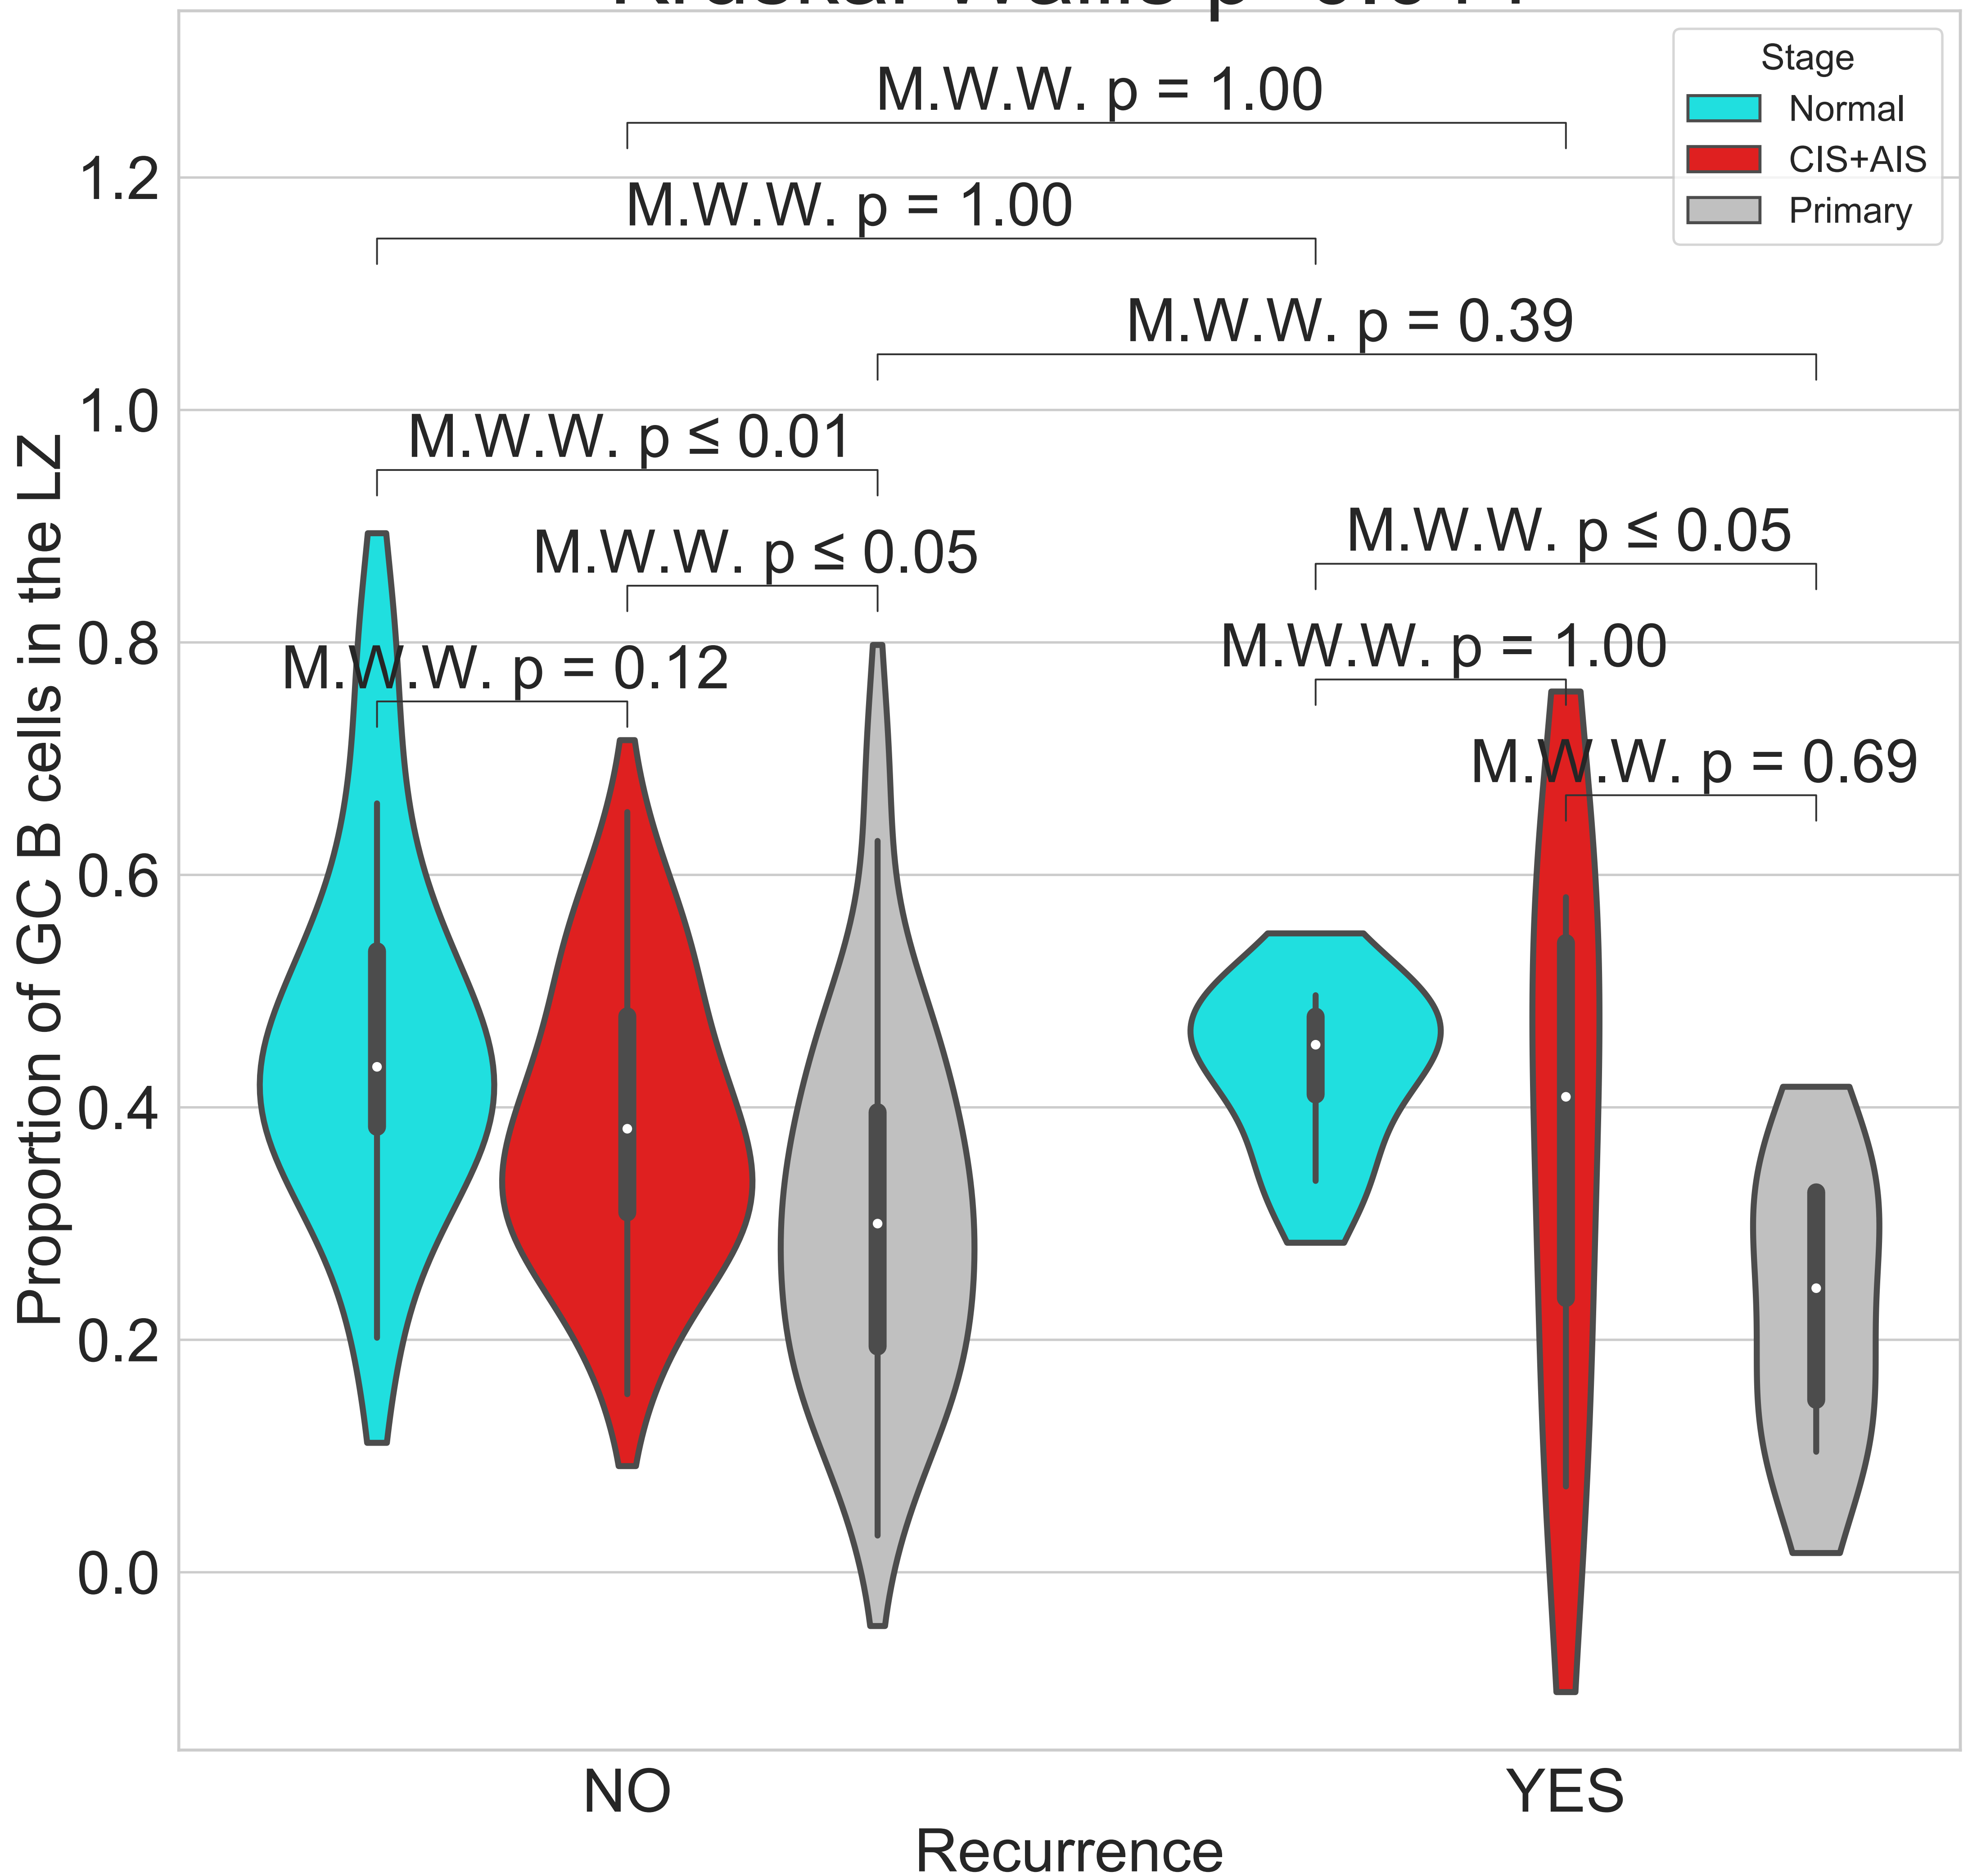 M.W.W. p = 1.00
M.W.W. p = 1.00
M.W.W. p = 0.39
M.W.W. p ≤ 0.01
M.W.W. p ≤ 0.05
M.W.W. p ≤ 0.05
M.W.W. p = 0.12
M.W.W. p = 1.00
M.W.W. p = 0.69
Stage
Normal
CIS+AIS
Primary
Proportion of GC B cells in the LZ
1.2
1.0
0.8
0.6
0.4
0.2
0.0
NO
YES
Recurrence